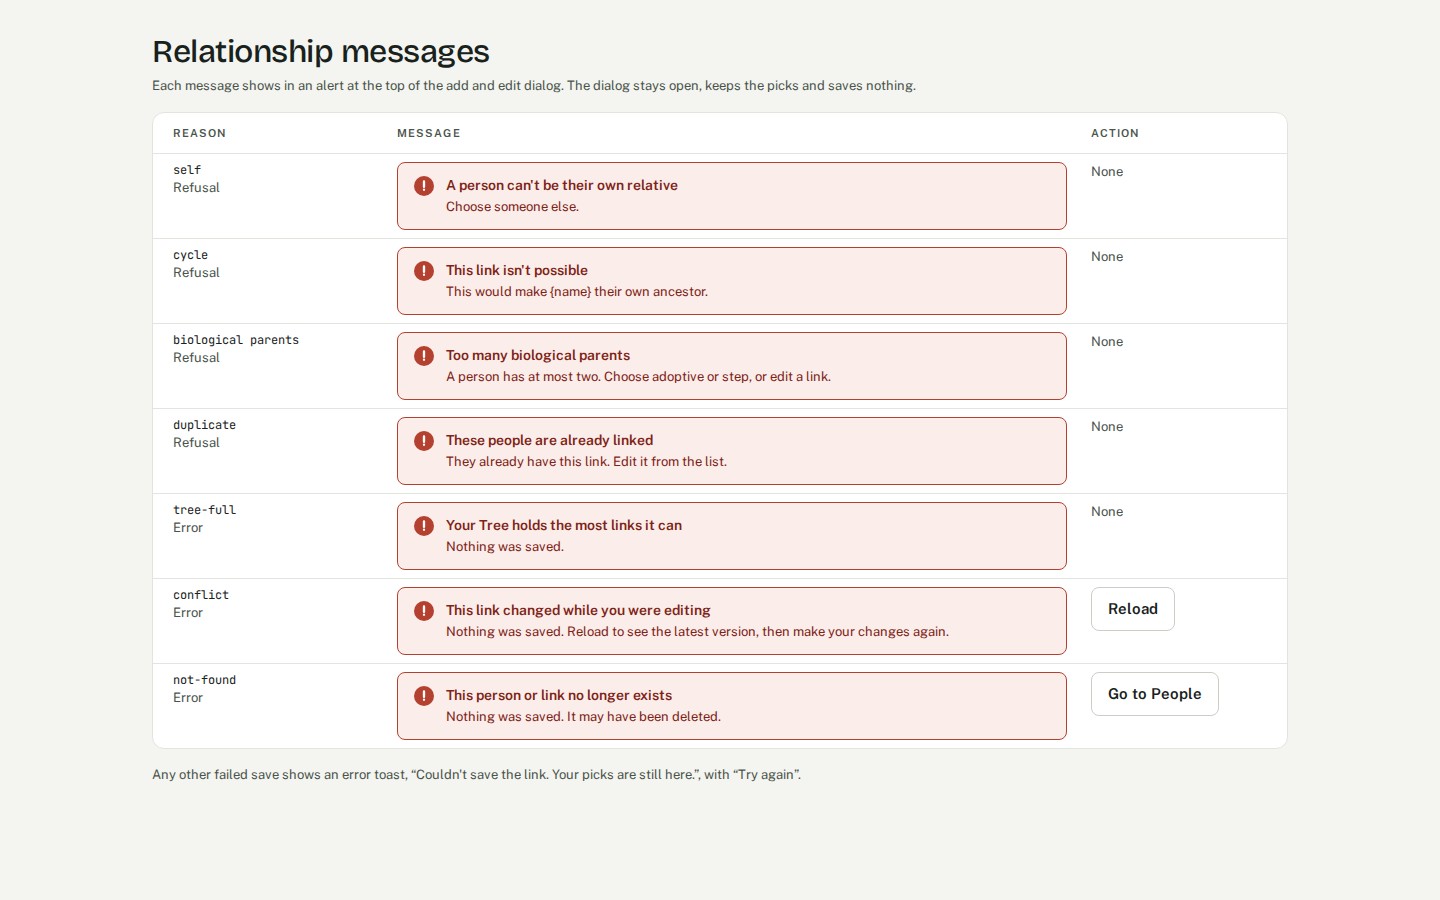 Relationship messages
Each message shows in an alert at the top of the add and edit dialog. The dialog stays open, keeps the picks and saves nothing.
REASON MESSAGE ACTION
self
Refusal
A person can't be their own relative
Choose someone else.
None
cycle
Refusal
This link isn't possible
This would make {name} their own ancestor.
None
biological parents
Refusal
Too many biological parents
A person has at most two. Choose adoptive or step, or edit a link.
None
duplicate
Refusal
These people are already linked
They already have this link. Edit it from the list.
None
tree-full
Error
Your Tree holds the most links it can
Nothing was saved.
None
conflict
Error
This link changed while you were editing
Nothing was saved. Reload to see the latest version, then make your changes again.
Reload
not-found
Error
This person or link no longer exists
Nothing was saved. It may have been deleted.
Go to People
Any other failed save shows an error toast, “Couldn't save the link. Your picks are still here.”, with “Try again”.